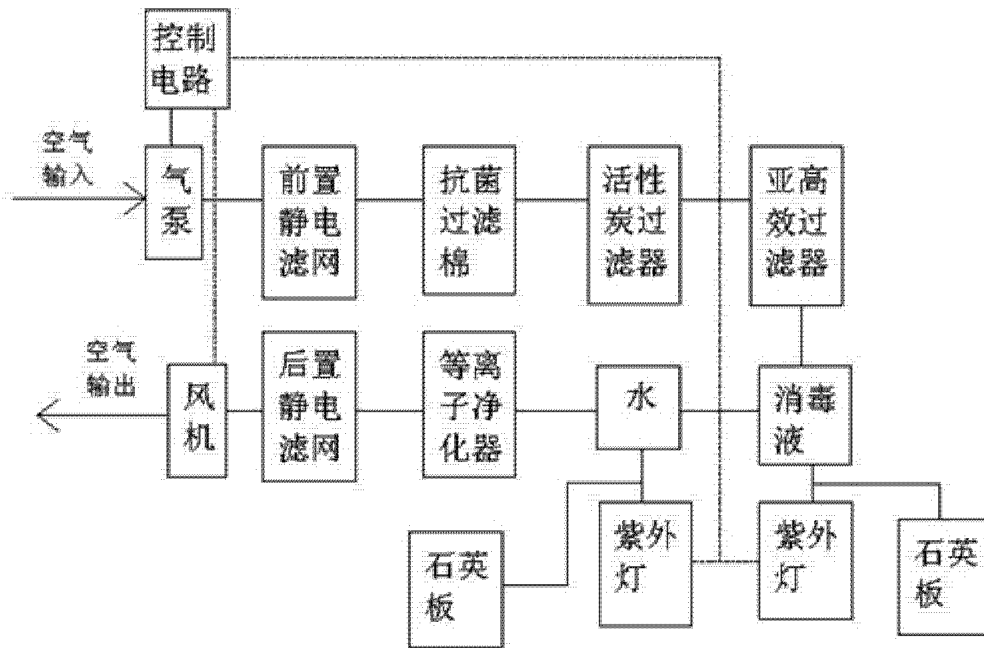 控制
电路
空气
输入
气
泵
前置
静电
滤网
抗菌
过滤
棉
活性
炭过
滤器
亚高
效过
滤器
空气
输出
风
机
后置
静电
滤网
等离
子净
化器
水
消毒
液
石英
板
紫外
灯
紫外
灯
石英
板